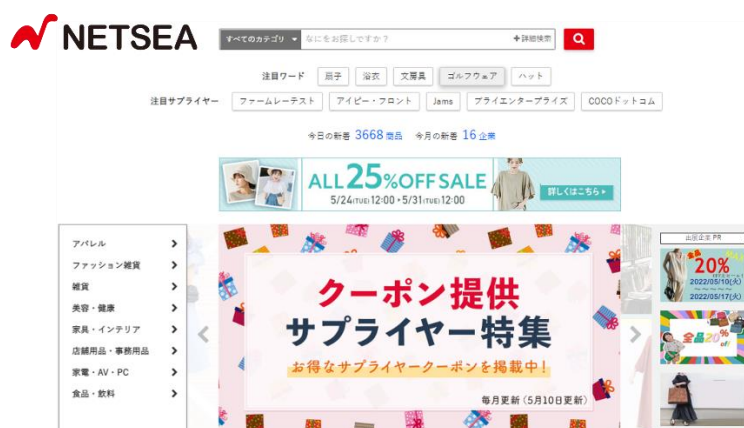 NETSEA
すべてのカテゴリ
なにをお探しですか？
✚詳細検索
注目ワード 扇子 浴衣 文房具 ゴルフウェア ハット
注目サプライヤー ファームレーテスト アイビー・フロント Jams プライエンタープライズ COCOドットコム
今日の新着 3668 商品 今月の新着 16 企業
ALL25%OFF SALE
5/24(TUE)12:00 ▸ 5/31(TUE)12:00
詳しくはこちら▸
アパレル
ファッション雑貨
雑貨
美容・健康
家具・インテリア
店舗用品・事務用品
家電・AV・PC
食品・飲料
クーポン提供
サプライヤー特集
お得なサプライヤークーポンを掲載中！
毎月更新（5月10日更新）
出展企業 PR
全品
20%
2022/05/10(火)
2022/05/17(火)
全品20%
off!